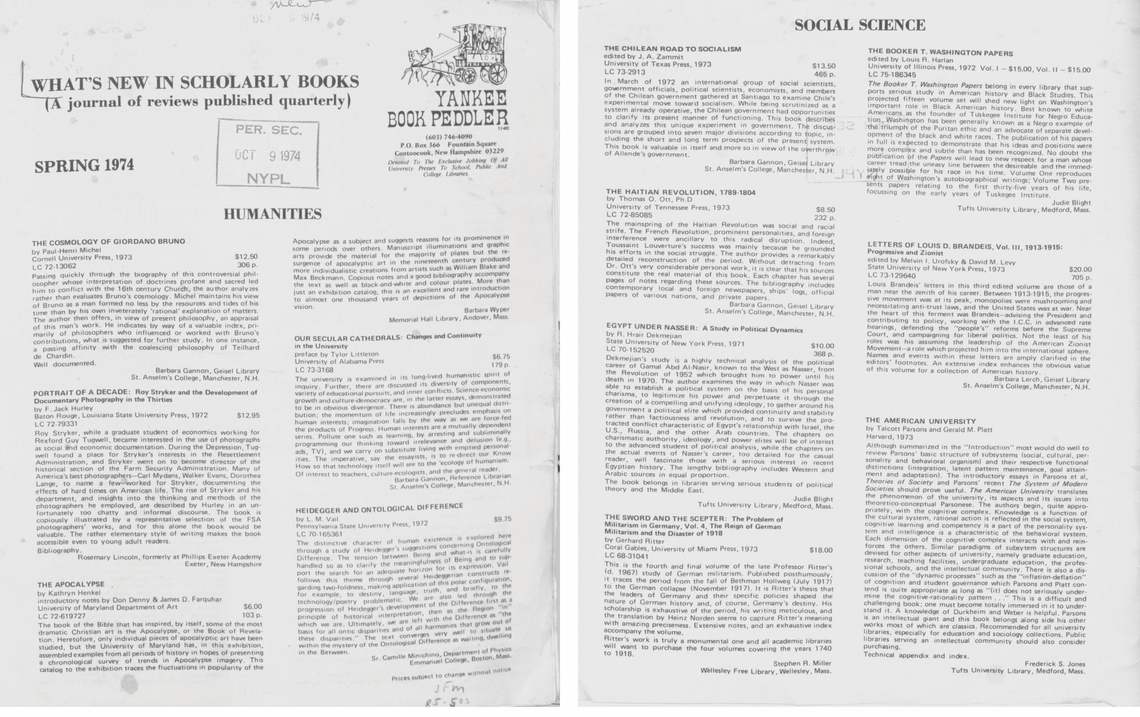 new
OCT 9 1974
WHAT'S NEW IN SCHOLARLY BOOKS
(A journal of reviews published quarterly)
YANKEE
BOOK PEDDLER
(603) 746-4090
P.O. Box 366 Fountain Square
Contoocook, New Hampshire 03229
Devoted To The Exclusive Jobbing Of All
University Presses To School, Public And
College Libraries.
PER. SEC.
OCT 9 1974
NYPL
SPRING 1974
HUMANITIES
THE COSMOLOGY OF GIORDANO BRUNO
by Paul-Henri Michel
Cornell University Press, 1973 $12.50
LC 72-13062 306 p.
Passing quickly through the biography of this controversial phil-
osopher whose interpretation of doctrines profane and sacred led
him to conflict with the 16th century Church, the author analyzes
rather than evaluates Bruno's cosmology. Michel maintains his view
of Bruno as a man formed no less by the resources and tides of his
time than by his own inveterately 'rational' explanation of matters.
The author then offers, in view of present philosophy, an appraisal
of this man's work. He indicates by way of a valuable index, pri-
marily of philosophers who influenced or worked with Bruno's
contributions, what is suggested for further study. In one instance,
a passing affinity with the coalescing philosophy of Teilhard
de Chardin.
Well documented.
Barbara Gannon, Geisel Library
St. Anselm's College, Manchester, N.H.
PORTRAIT OF A DECADE: Roy Stryker and the Development of
Documentary Photography in the Thirties
by F. Jack Hurley
Baton Rouge, Louisiana State University Press, 1972 $12.95
LC 72-79331
Roy Stryker, while a graduate student of economics working for
Rexford Guy Tugwell, became interested in the use of photographs
as social and economic documentation. During the Depression, Tug-
well found a place for Stryker's interests in the Resettlement
Administration, and Stryker went on to become director of the
historical section of the Farm Security Administration. Many of
America's best photographers—Carl Mydans, Walker Evans, Dorothea
Lange, to name a few—worked for Stryker, documenting the
effects of hard times on American life. The rise of Stryker and his
department, and insights into the thinking and methods of the
photographers he employed, are described by Hurley in an un-
fortunately too chatty and informal discourse. The book is
copiously illustrated by a representative selection of the FSA
photographers' works, and for this alone the book would be
valuable. The rather elementary style of writing makes the book
accessible even to young adult readers.
Bibliography.
Rosemary Lincoln, formerly at Phillips Exeter Academy
Exeter, New Hampshire
THE APOCALYPSE
by Kathryn Henkel
introductory notes by Don Denny & James D. Farquhar
University of Maryland Department of Art $6.00
LC 72-619727 103 p.
The book of the Bible that has inspired, by itself, some of the most
dramatic Christian art is the Apocalypse, or the Book of Revela-
tion. Heretofore, only individual pieces of apocalyptic art have been
studied, but the University of Maryland has, in this exhibition,
assembled examples from all periods of history in hopes of presenting
a chronological survey of trends in Apocalypse imagery. This
catalog to the exhibition traces the fluctuations in popularity of the
Apocalypse as a subject and suggests reasons for its prominence in
some periods over others. Manuscript illuminations and graphic
arts provide the material for the majority of plates but the re-
surgence of apocalyptic art in the nineteenth century produced
more individualistic creations from artists such as William Blake and
Max Beckmann. Copious notes and a good bibliography accompany
the text as well as black-and-white and colour plates. More than
just an exhibition catalog, this is an excellent and rare introduction
to almost one thousand years of depictions of the Apocalypse
vision.
Barbara Wyper
Memorial Hall Library, Andover, Mass.
OUR SECULAR CATHEDRALS: Changes and Continuity
in the University
preface by Tylor Littleton
University of Alabama Press $6.75
LC 73-3168 179 p.
The university is examined in its long-lived humanistic spirit of
inquiry. Further, there are discussed its diversity of components,
variety of educational pursuits, and inner conflicts. Science-economic
growth and culture-democracy are, in the latter essays, demonstrated
to be in obvious divergence. There is abundance but unequal distri-
bution; the momentum of life increasingly precludes emphasis on
human interests; imagination falls by the way as we are force-fed
the products of Progress. Human interests are a mutually dependent
series. Pollute one such as learning, by arresting and subliminally
programming our thinking toward irrelevance and delusion (e.g.,
ads, TV), and we carry on substitute living with emptied personal-
ities. The imperative, say the essayists, is to re-direct our Know
How so that technology itself will see to the 'ecology of humanism.
Of interest to teachers, culture-ecologists, and the general reader.
Barbara Gannon, Reference Librarian
St. Anselm's College, Manchester, N.H.
HEIDEGGER AND ONTOLOGICAL DIFFERENCE
by L. M. Vail $9.75
Pennsylvania State University Press, 1972
LC 70-165361
The distinctive character of human existence is explored here
through a study of Heidegger's suggestions concerning Ontological
Difference. The tension between Being and what-is is carefully
handled so as to clarify the meaningfulness of Being and to sup-
port the search for an adequate horizon for its expression. Vail
follows this theme through several Heideggerian constructs re-
garding two-foldness, making application of this polar configuration,
for example, to destiny, language, truth, and briefly, to the
technology/poetry problematic. We are also led through the
progression of Heidegger's development of the Difference first as a
principle of historical interpretation, then as the Region "in"
which we are. Ultimately, we are left with the Difference as "the
basis for all ontic disparities and of all harmonies that grow out of
these disparities." The text converges very well to situate us
within the mystery of the Ontological Difference as waiting, dwelling
in the Between.
Sr. Camille Minichino, Department of Physics
Emmanuel College, Boston, Mass.
Prices subject to change without notice
JFM
SOCIAL SCIENCE
THE CHILEAN ROAD TO SOCIALISM
edited by J. A. Zammit
University of Texas Press, 1973 $13.50
LC 73-2913 465 p.
In March of 1972 an international group of social scientists,
government officials, political scientists, economists, and members
of the Chilean government gathered at Santiago to examine Chile's
experimental move toward socialism. While being scrutinized as a
system already operative, the Chilean government had opportunities
to clarify its present manner of functioning. This book describes
and analyzes this unique experiment in government. The discus-
sions are grouped into seven major divisions according to topic, in-
cluding the short and long term prospects of the present system.
This book is valuable in itself and more so in view of the overthrow
of Allende's government.
Barbara Gannon, Geisel Library
St. Anselm's College, Manchester, N.H.
THE HAITIAN REVOLUTION, 1789-1804
by Thomas O. Ott, Ph.D
University of Tennessee Press, 1973 $8.50
LC 72-85085 232 p.
The mainspring of the Haitian Revolution was social and racial
strife. The French Revolution, prominent personalities, and foreign
interference were ancillary to this radical disruption. Indeed,
Toussaint Louverture's success was mainly because he grounded
his efforts in the social struggle. The author provides a remarkably
detailed reconstruction of the period. Without detracting from
Dr. Ott's very considerable personal work, it is clear that his sources
constitute the real material of this book. Each chapter has several
pages of notes regarding these sources. The bibliography includes
contemporary local and foreign newspapers, ships' logs, official
papers of various nations, and private papers.
Barbara Gannon, Geisel Library
St. Anselm's College, Manchester, N.H.
EGYPT UNDER NASSER: A Study in Political Dynamics
by R. Hrair Dekmejian
State University of New York Press, 1971 $10.00
LC 70-152520 368 p.
Dekmejian's study is a highly technical analysis of the political
career of Gamal Abd Al-Nasir, known to the West as Nasser, from
the Revolution of 1952 which brought him to power until his
death in 1970. The author examines the way in which Nasser was
able to establish a political system on the basis of his personal
charisma, to legitimize his power and perpetuate it through the
creation of a compelling and unifying ideology, to gather around his
government a political elite which provided continuity and stability
rather than factiousness and revolution, and to survive the pro-
tracted conflict characteristic of Egypt's relationship with Israel, the
U.S., Russia, and the other Arab countries. The chapters on
charismatic authority, ideology, and power elites will be of interest
to the advanced student of political analysis, while the chapters on
the actual events of Nasser's career, too detailed for the casual
reader, will fascinate those with a serious interest in recent
Egyptian history. The lengthy bibliography includes Western and
Arabic sources in equal proportion.
The book belongs in libraries serving serious students of political
theory and the Middle East.
Judie Blight
Tufts University Library, Medford, Mass.
THE SWORD AND THE SCEPTER: The Problem of
Militarism in Germany, Vol. 4, The Reign of German
Militarism and the Disaster of 1918
by Gerhard Ritter
Coral Gables, University of Miami Press, 1973 $18.00
LC 68-31041
This is the fourth and final volume of the late Professor Ritter's
(d. 1967) study of German militarism. Published posthumously,
it traces the period from the fall of Bethmann Hollweg (July 1917)
to the German collapse (November 1917). It is Ritter's thesis that
the leaders of Germany and their specific policies shaped the
nature of German history and, of course, Germany's destiny. His
scholarship is exhaustive of the period, his writing meticulous, and
the translation by Heinz Norden seems to capture Ritter's meaning
with amazing preciseness. Extensive notes, and an exhaustive index
accompany the volume.
Ritter's work is truly a monumental one and all academic libraries
will want to purchase the four volumes covering the years 1740
to 1918.
Stephen R. Miller
Wellesley Free Library, Wellesley, Mass.
THE BOOKER T. WASHINGTON PAPERS
edited by Louis R. Harlan
University of Illinois Press, 1972 Vol. I – $15.00, Vol. II – $15.00
LC 75-186345
The Booker T. Washington Papers belong in every library that sup-
ports serious study in American history and Black Studies. This
projected fifteen volume set will shed new light on Washington's
important role in Black American history. Best known to white
Americans as the founder of Tuskegee Institute for Negro Educa-
tion, Washington has been generally known as a Negro example of
the triumph of the Puritan ethic and an advocate of separate devel-
opment of the black and white races. The publication of his papers
in full is expected to demonstrate that his ideas and positions were
more complex and subtle than has been recognized. No doubt the
publication of the Papers will lead to new respect for a man whose
career tread the uneasy line between the desirable and the immed-
iately possible for his race in his time. Volume One reproduces
eight of Washington's autobiographical writings; Volume Two pre-
sents papers relating to the first thirty-five years of his life,
focussing on the early years of Tuskegee Institute.
Judie Blight
Tufts University Library, Medford, Mass.
LETTERS OF LOUIS D. BRANDEIS, Vol. III, 1913-1915:
Progressive and Zionist
edited by Melvin I. Urofsky & David M. Levy
State University of New York Press, 1973 $20.00
LC 73-129640 705 p.
Louis Brandeis' letters in this third edited volume are those of a
man near the zenith of his career. Between 1913-1915, the progres-
sive movement was at its peak, monopolies were mushrooming and
necessitating anti-trust laws, and the United States was at war. Near
the heart of this ferment was Brandeis—advising the President and
contributing to policy, working with the I.C.C. in advanced rate
hearings, defending the "people's" reforms before the Supreme
Court, and campaigning for liberal politics. Not the least of his
roles was his assuming the leadership of the American Zionist
Movement—a role which projected him into the international sphere.
Names and events within these letters are amply clarified in the
editors' footnotes. An extensive index enhances the obvious value
of this volume for a collection of American history.
Barbara Lerch, Geisel Library
St. Anselm's College, Manchester, N.H.
THE AMERICAN UNIVERSITY
by Talcott Parsons and Gerald M. Platt
Harvard, 1973
Although summarized in the "Introduction" most would do well to
review Parsons' basic structure of subsystems (social, cultural, per-
sonality and behavioral organism) and their respective functional
distinctions (integration, latent pattern maintenance, goal attain-
ment and adaptation). The introductory essays in Parsons et al,
Theories of Society and Parsons' recent The System of Modern
Societies should prove useful. The American University translates
the phenomenon of the university, its aspects and its issues into
theoretico-conceptual Parsonese. The authors begin, quite appro-
priately, with the cognitive complex. Knowledge is a function of
the cultural system, rational action is reflected in the social system,
cognitive learning and competency is a part of the personality sys-
tem and intelligence is a characteristic of the behavioral system.
Each dimension of the cognitive complex interacts with and rein-
forces the others. Similar paradigms of subsystem structures are
devised for other aspects of university, namely graduate education,
research, teaching facilities, undergraduate education, the profes-
sional schools, and the intellectual community. There is also a dis-
cussion of the "dynamic processes" such as the "inflation-deflation"
of cognition and student governance which Parsons and Platt con-
tend is quite appropriate as long as "(it) does not seriously under-
mine the cognitive-rationality pattern . . ." This is a difficult and
challenging book; one must become totally immersed in it to under-
stand it. A knowledge of Durkheim and Weber is helpful. Parsons
is an intellectual giant and this book belongs along side his other
works most of which are classics. Recommended for all university
libraries, especially for education and sociology collections. Public
libraries serving an intellectual community should also consider
purchasing.
Technical appendix and index.
Frederick S. Jones
Tufts University Library, Medford, Mass.